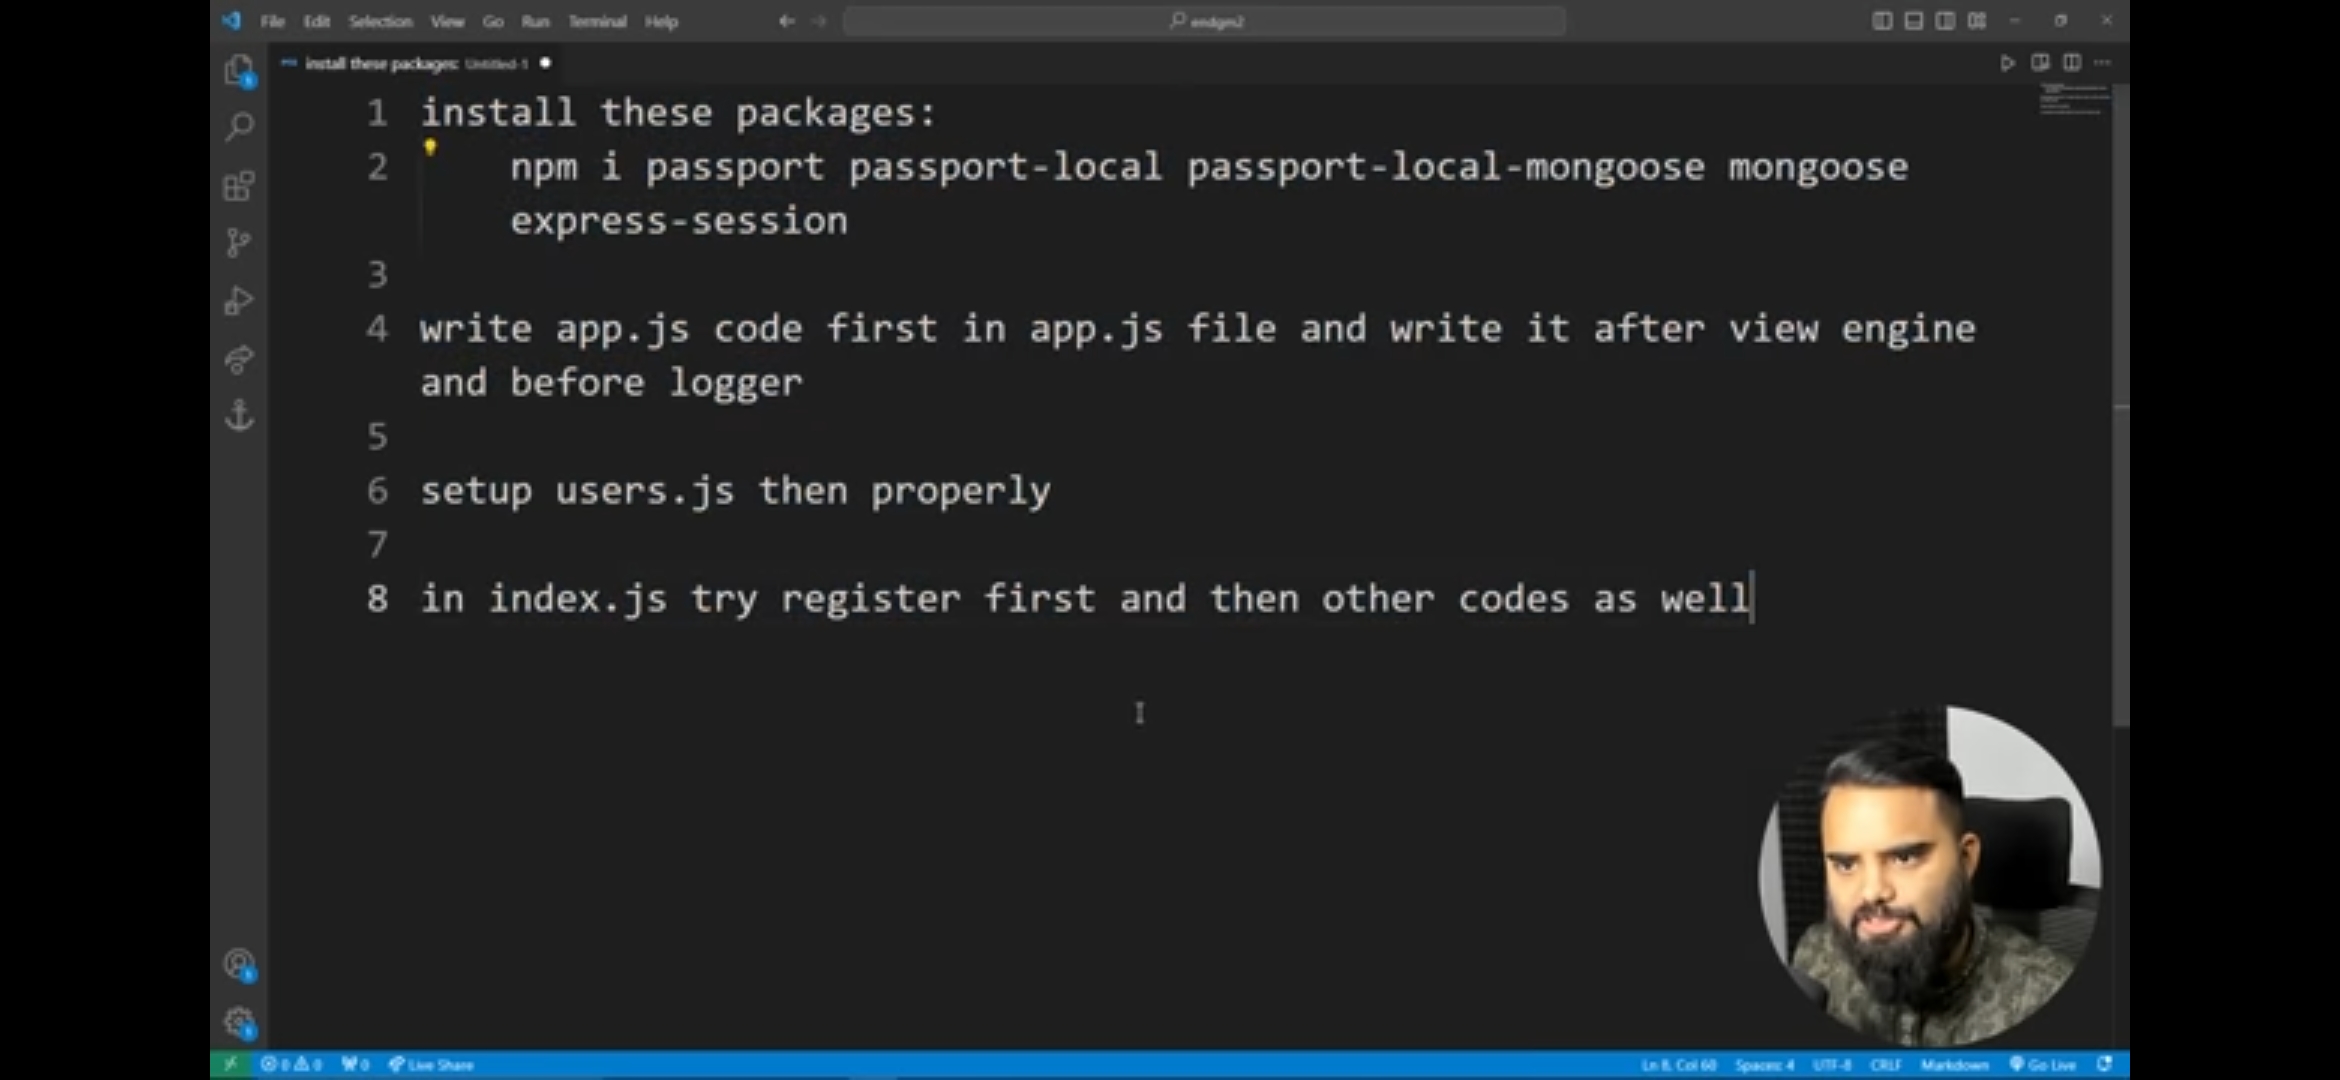 File Edit Selection View Go Run Terminal Help
endgm2
install these packages: Untitled-1
1 install these packages:
2 npm i passport passport-local passport-local-mongoose mongoose
express-session
3
4 write app.js code first in app.js file and write it after view engine
and before logger
5
6 setup users.js then properly
7
8 in index.js try register first and then other codes as well
0 0 0 Live Share Ln 8, Col 60 Spaces: 4 UTF-8 CRLF Markdown Go Live